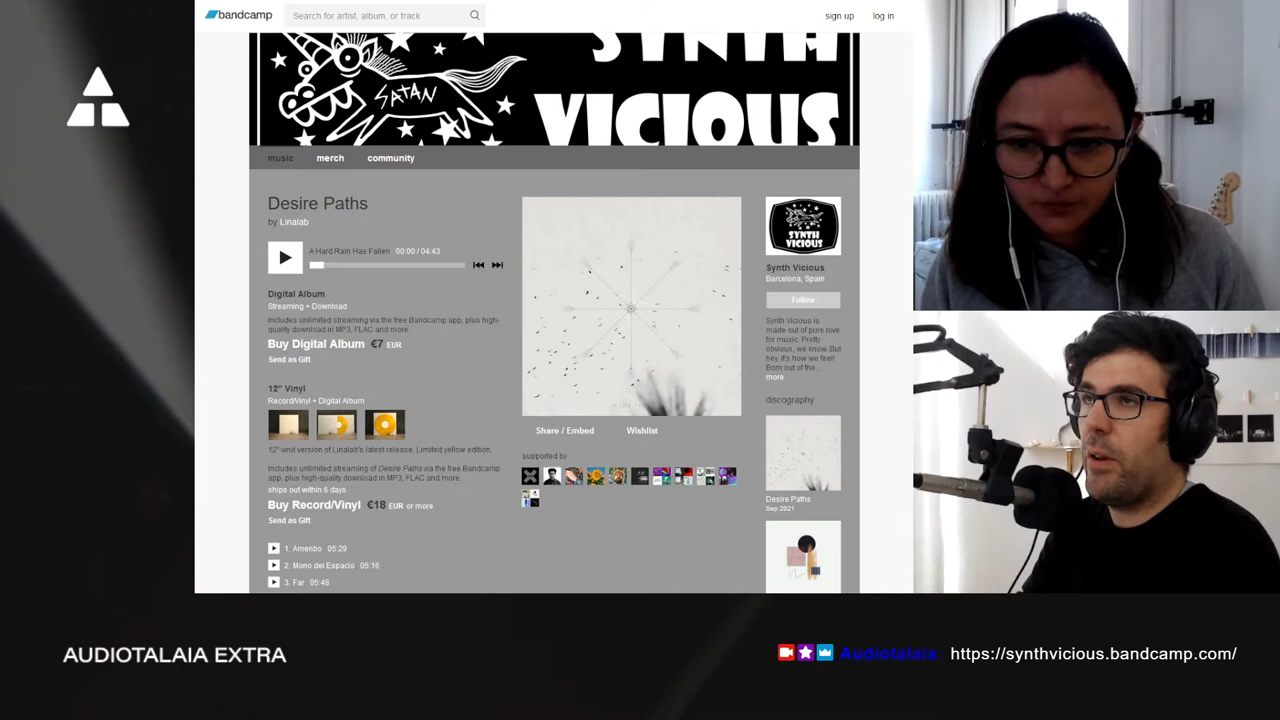 bandcamp
Search for artist, album, or track
sign up
log in
SATAN
SYNTH
VICIOUS
music
merch
community
Desire Paths
by Linalab
A Hard Rain Has Fallen 00:00 / 04:43
Digital Album
Streaming + Download
Includes unlimited streaming via the free Bandcamp app, plus high-
quality download in MP3, FLAC and more.
Buy Digital Album €7 EUR
Send as Gift
12" Vinyl
Record/Vinyl + Digital Album
12" vinyl version of Linalab's latest release. Limited yellow edition.
Includes unlimited streaming of Desire Paths via the free Bandcamp
app, plus high-quality download in MP3, FLAC and more.
ships out within 6 days
Buy Record/Vinyl €18 EUR or more
Send as Gift
1. Amenbo 05:29
2. Mono del Espacio 05:16
3. Far 05:48
Share / Embed
Wishlist
supported by
SYNTH
VICIOUS
Synth Vicious
Barcelona, Spain
Follow
Synth Vicious is
made out of pure love
for music. Pretty
obvious, we know. But
hey, it's how we feel!
Born out of the...
more
discography
Desire Paths
Sep 2021
AUDIOTALAIA EXTRA
Audiotalaia: https://synthvicious.bandcamp.com/